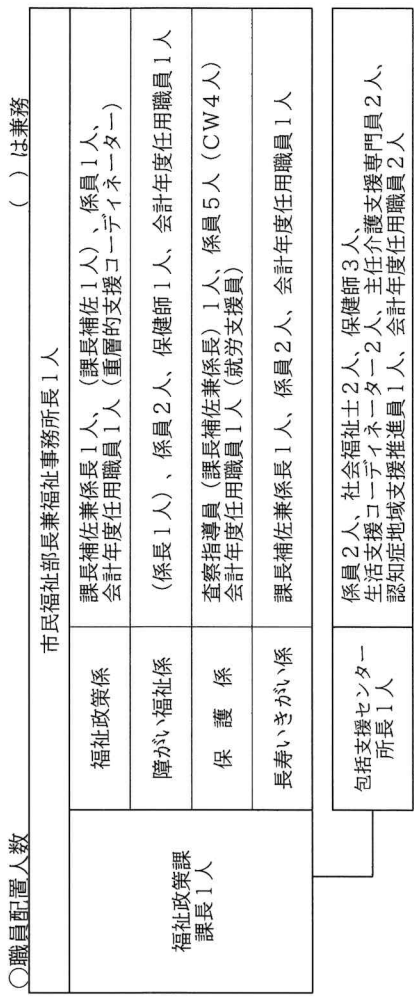 ○職員配置人数
（　）は兼務
市民福祉部長兼福祉事務所長１人
福祉政策課
課長１人
福祉政策係
課長補佐兼係長１人、（課長補佐１人）、係員１人、
会計年度任用職員１人（重層的支援コーディネーター）
障がい福祉係
（係長１人）、係員２人、保健師１人、会計年度任用職員１人
保　護　係
査察指導員（課長補佐兼係長）１人、係員５人（CW４人）
会計年度任用職員１人（就労支援員）
長寿いきがい係
課長補佐兼係長１人、係員２人、会計年度任用職員１人
包括支援センター
所長１人
係員２人、社会福祉士２人、保健師３人、
生活支援コーディネーター２人、主任介護支援専門員２人、
認知症地域支援推進員１人、会計年度任用職員２人